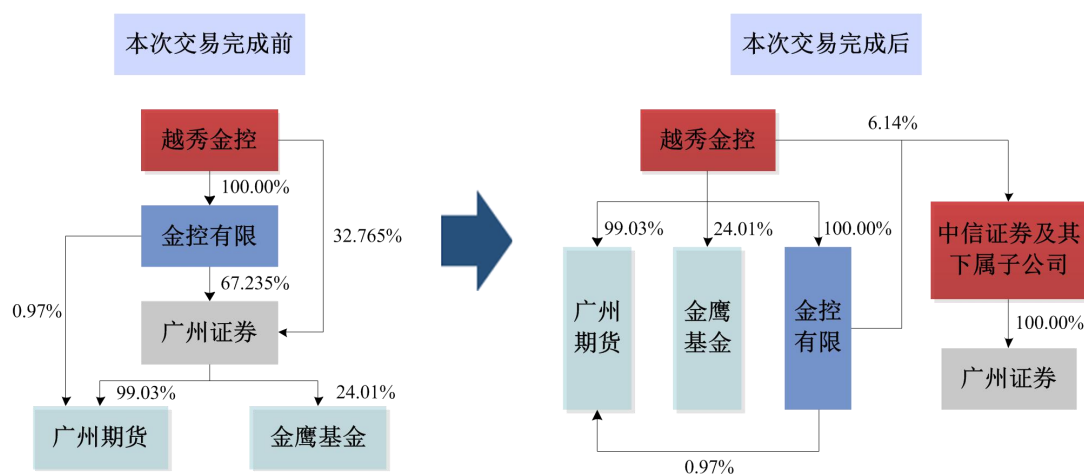 本次交易完成前
越秀金控
100.00%
金控有限
32.765%
67.235%
0.97%
广州证券
99.03%
24.01%
广州期货
金鹰基金
本次交易完成后
越秀金控
6.14%
99.03%
24.01%
100.00%
中信证券及其
下属子公司
广州
期货
金鹰
基金
金控
有限
100.00%
广州证券
0.97%